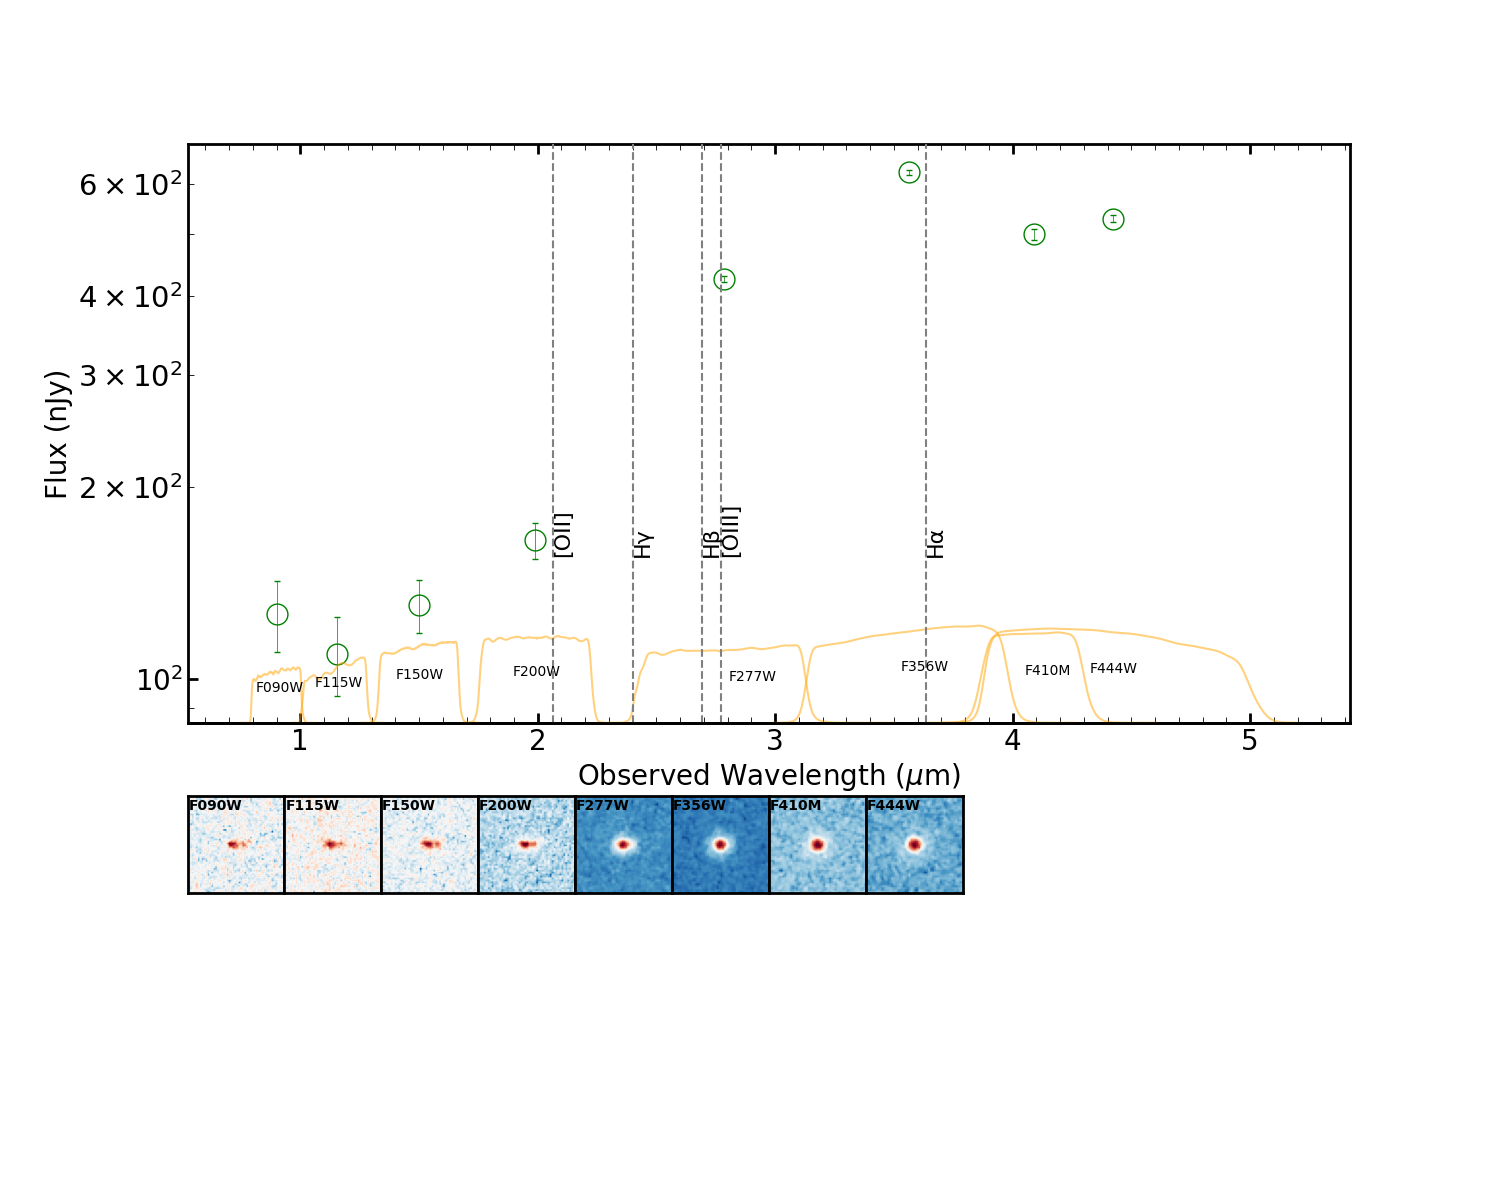 6 × 10²
4 × 10²
3 × 10²
2 × 10²
10²
Flux (nJy)
[OII]
Hγ
Hβ
[OIII]
Hα
F090W
F115W
F150W
F200W
F277W
F356W
F410M
F444W
1 2 3 4 5
Observed Wavelength (μm)
F090W F115W F150W F200W F277W F356W F410M F444W